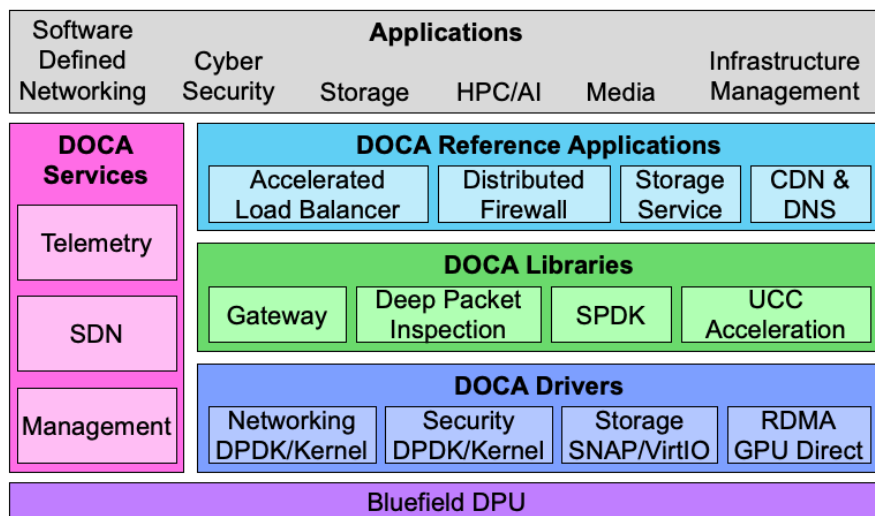 Applications
Software
Defined
Networking
Cyber
Security
Storage
HPC/AI
Media
Infrastructure
Management
DOCA
Services
Telemetry
SDN
Management
DOCA Reference Applications
Accelerated
Load Balancer
Distributed
Firewall
Storage
Service
CDN &
DNS
DOCA Libraries
Gateway
Deep Packet
Inspection
SPDK
UCC
Acceleration
DOCA Drivers
Networking
DPDK/Kernel
Security
DPDK/Kernel
Storage
SNAP/VirtIO
RDMA
GPU Direct
Bluefield DPU